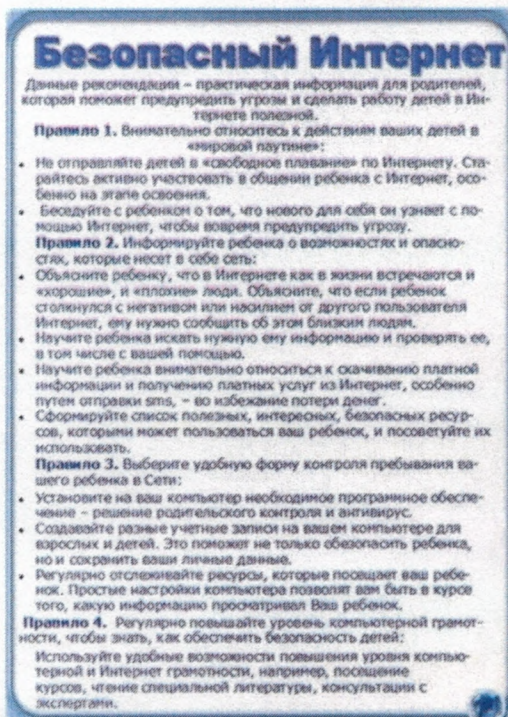 Безопасный Интернет
Данные рекомендации – практическая информация для родителей,
которая поможет предупредить угрозы и сделать работу детей в Ин-
тернете полезной.
Правило 1. Внимательно относитесь к действиям ваших детей в
«мировой паутине»:
• Не отправляйте детей в «свободное плавание» по Интернету. Ста-
райтесь активно участвовать в общении ребенка с Интернет, осо-
бенно на этапе освоения.
• Беседуйте с ребенком о том, что нового для себя он узнает с по-
мощью Интернет, чтобы вовремя предупредить угрозу.
Правило 2. Информируйте ребенка о возможностях и опасно-
стях, которые несет в себе сеть:
• Объясните ребенку, что в Интернете как в жизни встречаются и
«хорошие», и «плохие» люди. Объясните, что если ребенок
столкнулся с негативом или насилием от другого пользователя
Интернет, ему нужно сообщить об этом близким людям.
• Научите ребенка искать нужную ему информацию и проверять ее,
в том числе с вашей помощью.
• Научите ребенка внимательно относиться к скачиванию платной
информации и получению платных услуг из Интернет, особенно
путем отправки sms, – во избежание потери денег.
• Сформируйте список полезных, интересных, безопасных ресур-
сов, которыми может пользоваться ваш ребенок, и посоветуйте их
использовать.
Правило 3. Выберите удобную форму контроля пребывания ва-
шего ребенка в Сети:
• Установите на ваш компьютер необходимое программное обеспе-
чение – решение родительского контроля и антивирус.
• Создавайте разные учетные записи на вашем компьютере для
взрослых и детей. Это поможет не только обезопасить ребенка,
но и сохранить ваши личные данные.
• Регулярно отслеживайте ресурсы, которые посещает ваш ребе-
нок. Простые настройки компьютера позволят вам быть в курсе
того, какую информацию просматривал Ваш ребенок.
Правило 4. Регулярно повышайте уровень компьютерной грамот-
ности, чтобы знать, как обеспечить безопасность детей:
Используйте удобные возможности повышения уровня компью-
терной и Интернет грамотности, например, посещение
курсов, чтение специальной литературы, консультации с
экспертами.